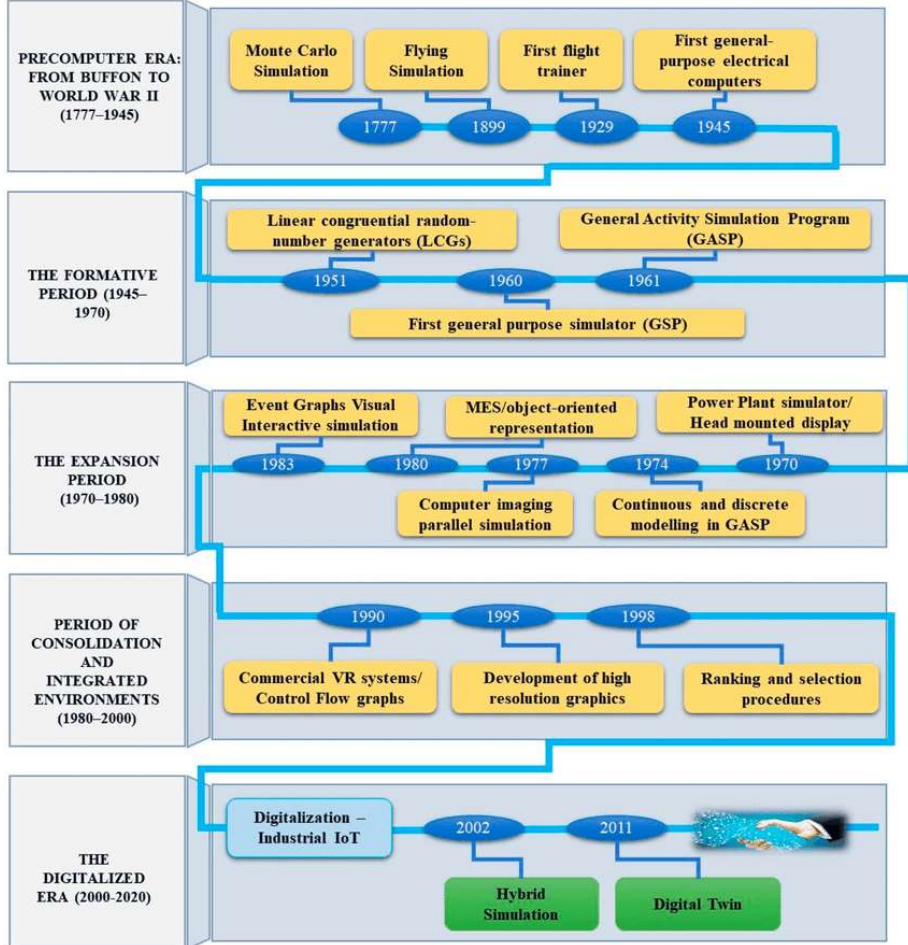 PRECOMPUTER ERA:
FROM BUFFON TO
WORLD WAR II
(1777–1945)
Monte Carlo
Simulation
Flying
Simulation
First flight
trainer
First general-
purpose electrical
computers
1777
1899
1929
1945
THE FORMATIVE
PERIOD (1945–
1970)
Linear congruential random-
number generators (LCGs)
General Activity Simulation Program
(GASP)
1951
1960
1961
First general purpose simulator (GSP)
THE EXPANSION
PERIOD
(1970–1980)
Event Graphs Visual
Interactive simulation
MES/object-oriented
representation
Power Plant simulator/
Head mounted display
1983
1980
1977
1974
1970
Computer imaging
parallel simulation
Continuous and discrete
modelling in GASP
PERIOD OF
CONSOLIDATION
AND
INTEGRATED
ENVIRONMENTS
(1980–2000)
1990
1995
1998
Commercial VR systems/
Control Flow graphs
Development of high
resolution graphics
Ranking and selection
procedures
THE
DIGITALIZED
ERA (2000-2020)
Digitalization –
Industrial IoT
2002
2011
Hybrid
Simulation
Digital Twin